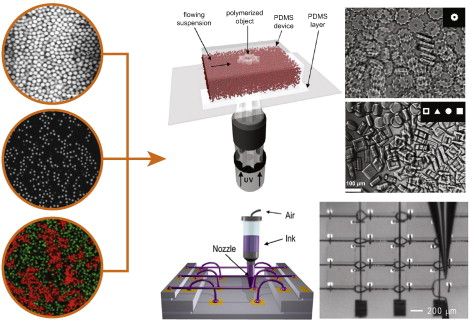 flowing
suspension
polymerized
object
PDMS
device
PDMS
layer
UV
100 µm
Air
Ink
Nozzle
200 µm